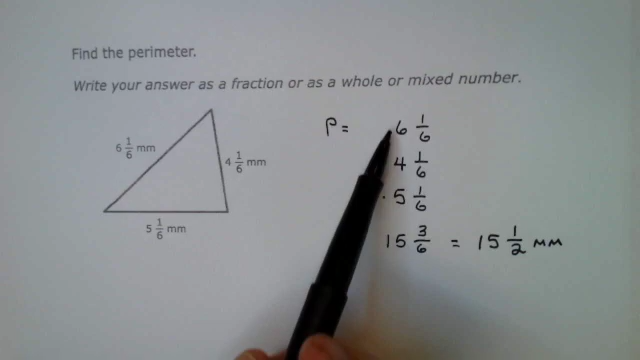 Find the perimeter.
Write your answer as a fraction or as a whole or mixed number.
6 1/6 mm
4 1/6 mm
5 1/6 mm
P = 6 1/6
4 1/6
5 1/6
15 3/6 = 15 1/2 mm